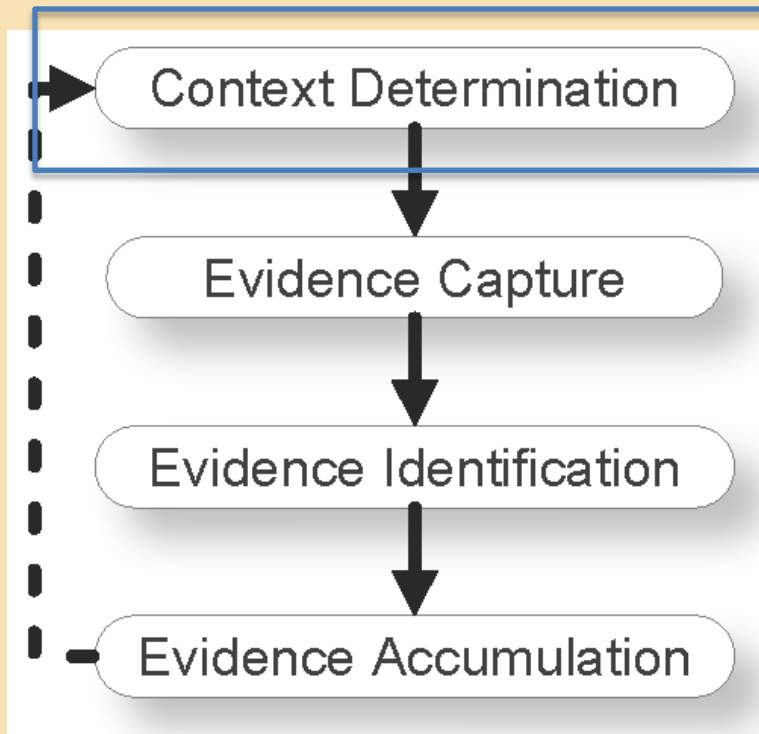 Context Determination
Evidence Capture
Evidence Identification
Evidence Accumulation